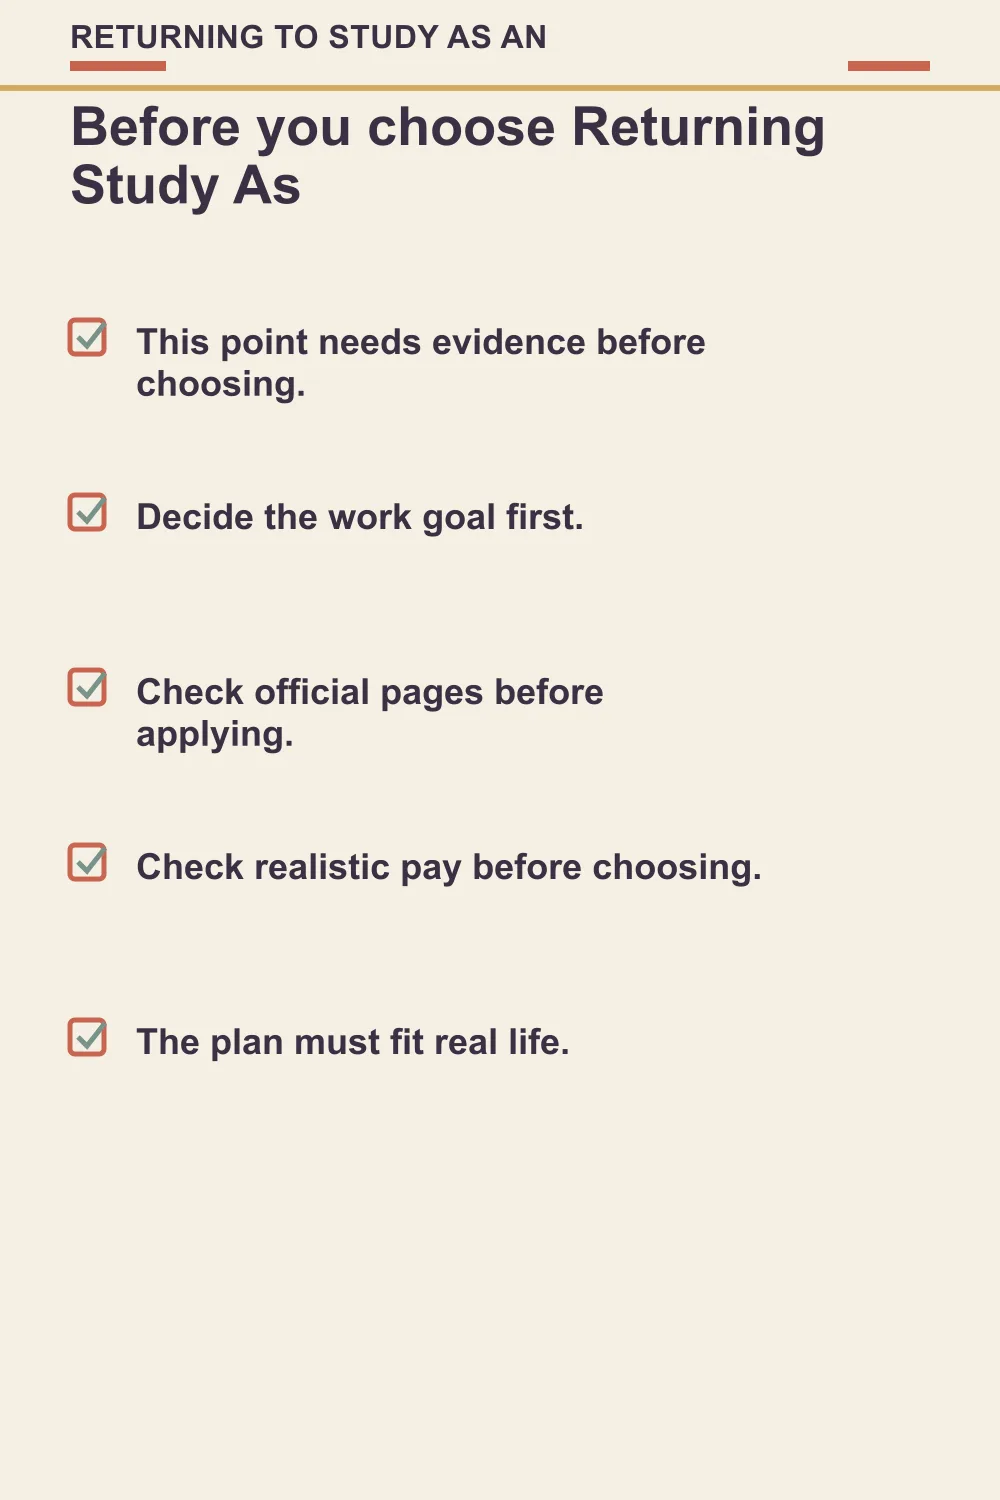 RETURNING TO STUDY AS AN
Before you choose Returning
Study As
This point needs evidence before
choosing.
Decide the work goal first.
Check official pages before
applying.
Check realistic pay before choosing.
The plan must fit real life.